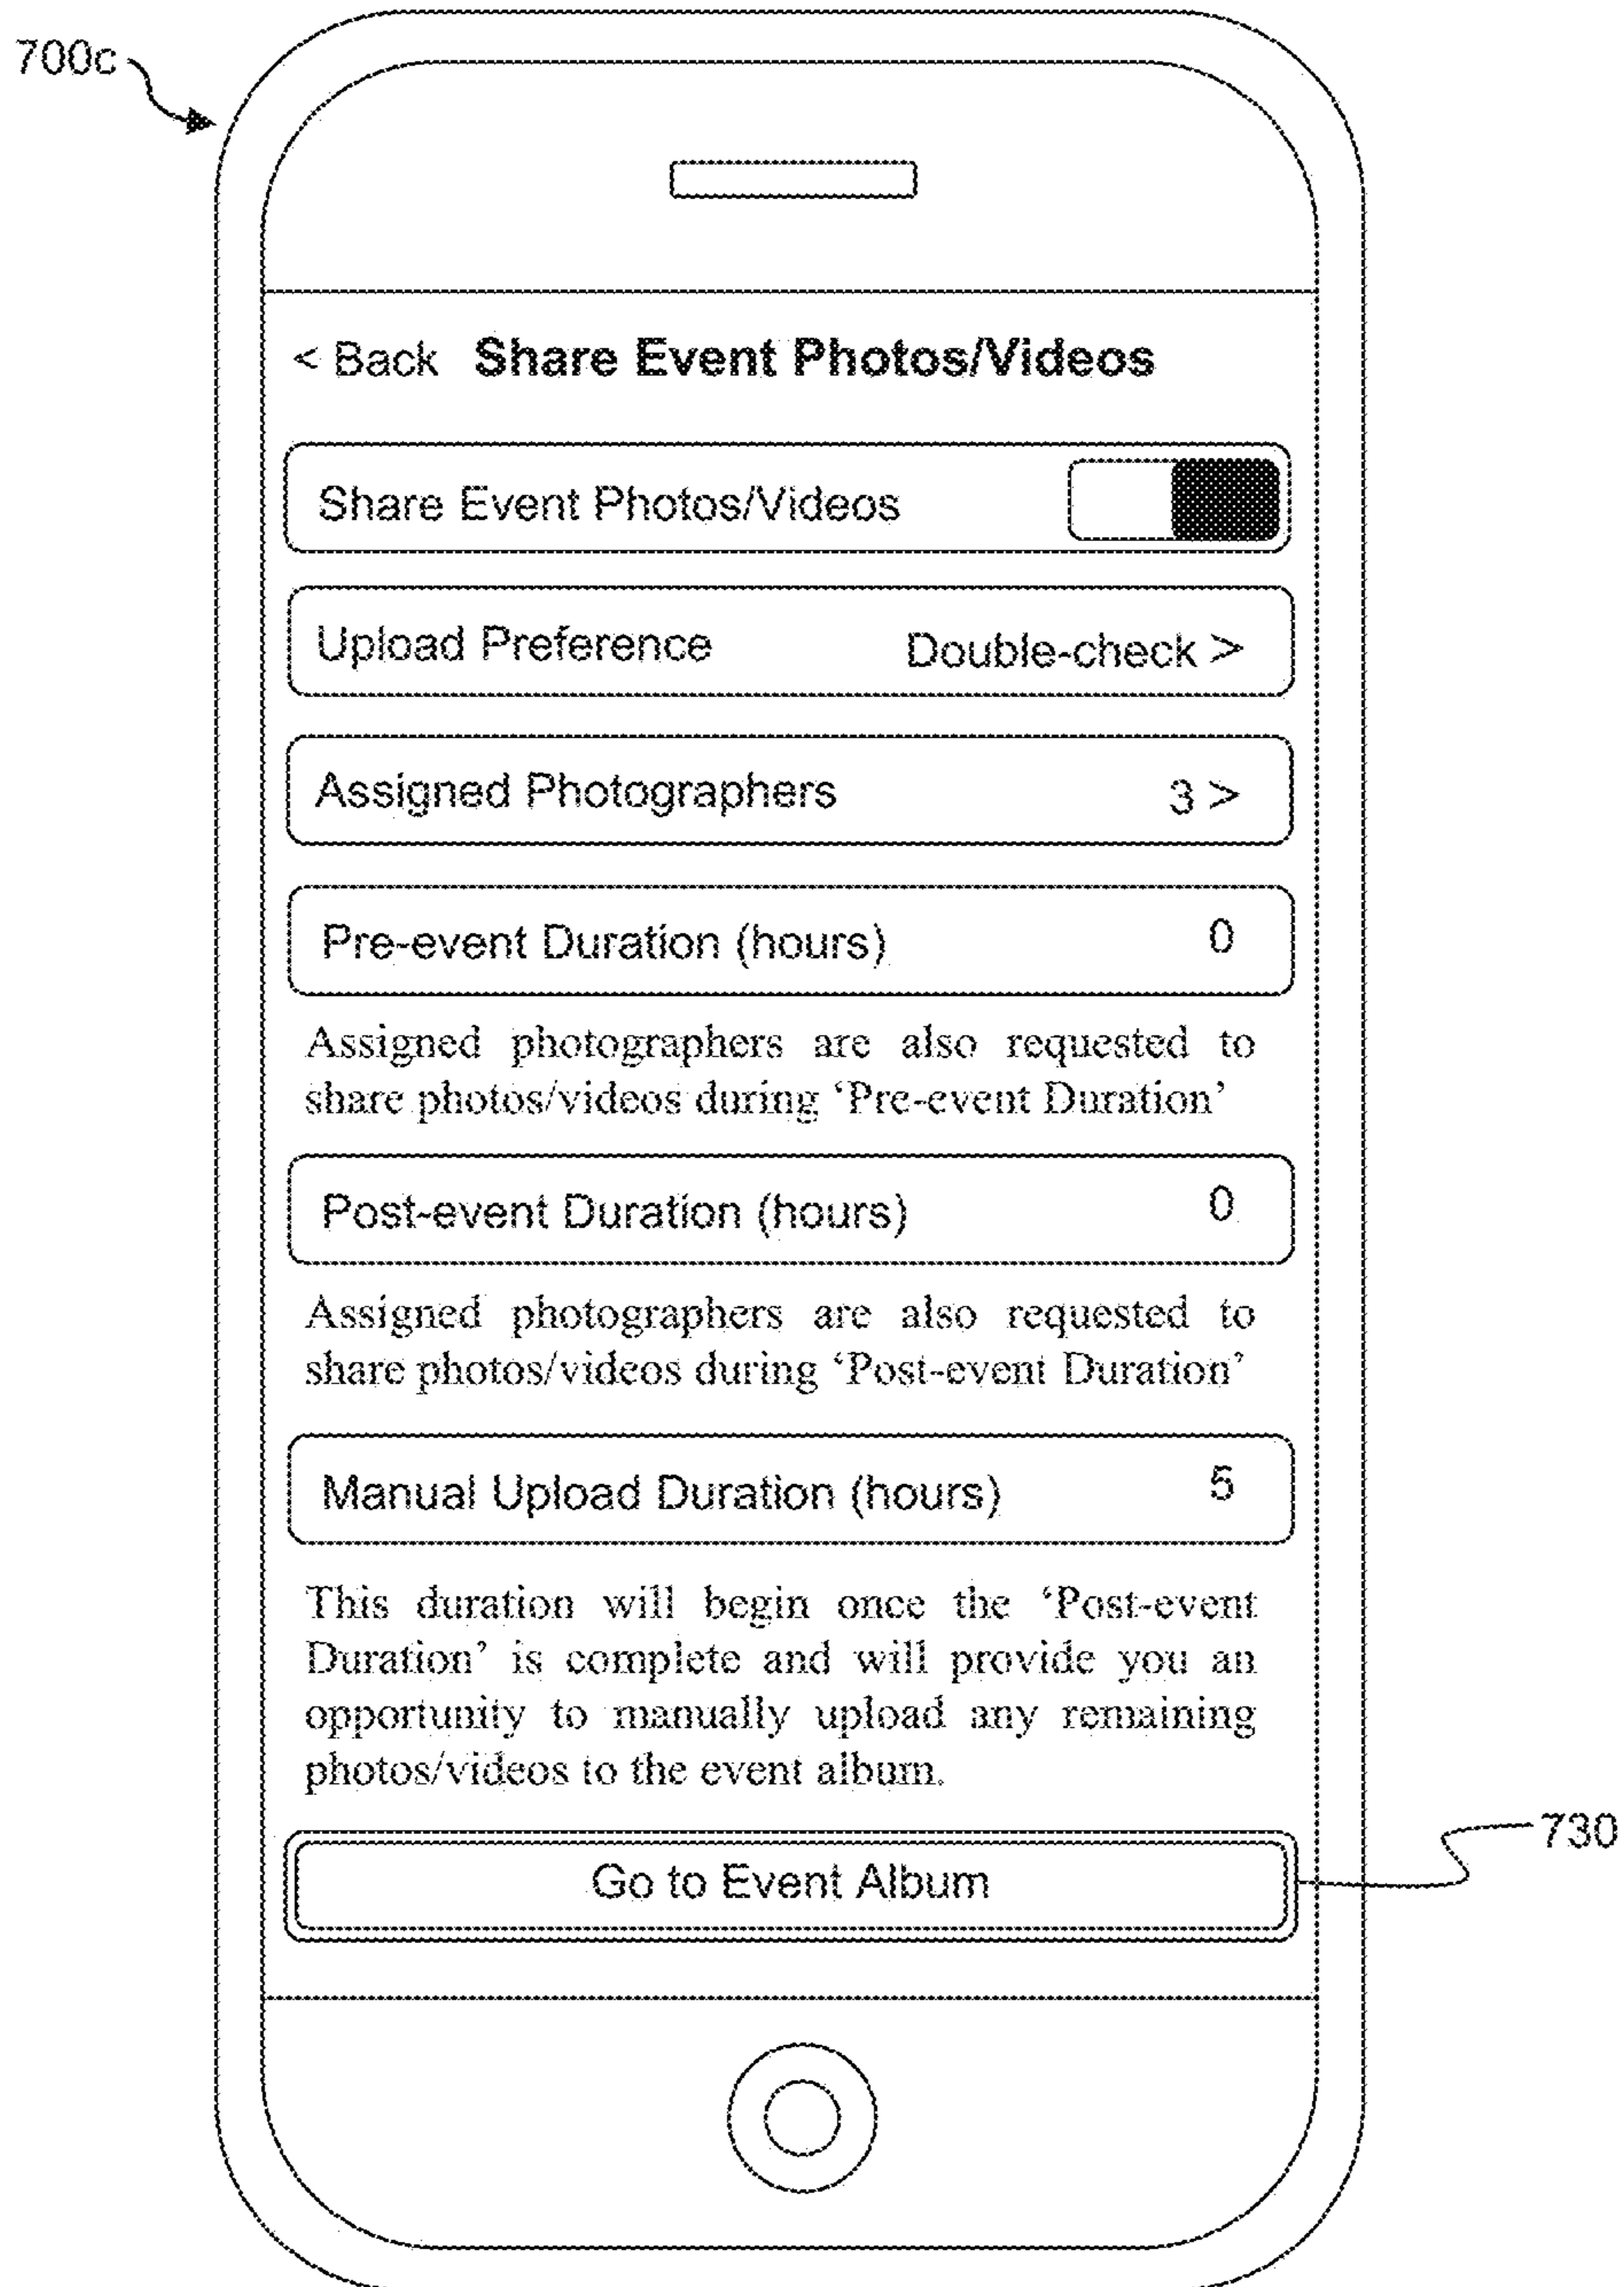 700c
< Back Share Event Photos/Videos
Share Event Photos/Videos
Upload Preference Double-check >
Assigned Photographers 3 >
Pre-event Duration (hours) 0
Assigned photographers are also requested to
share photos/videos during ‘Pre-event Duration’
Post-event Duration (hours) 0
Assigned photographers are also requested to
share photos/videos during ‘Post-event Duration’
Manual Upload Duration (hours) 5
This duration will begin once the ‘Post-event
Duration’ is complete and will provide you an
opportunity to manually upload any remaining
photos/videos to the event album.
730
Go to Event Album